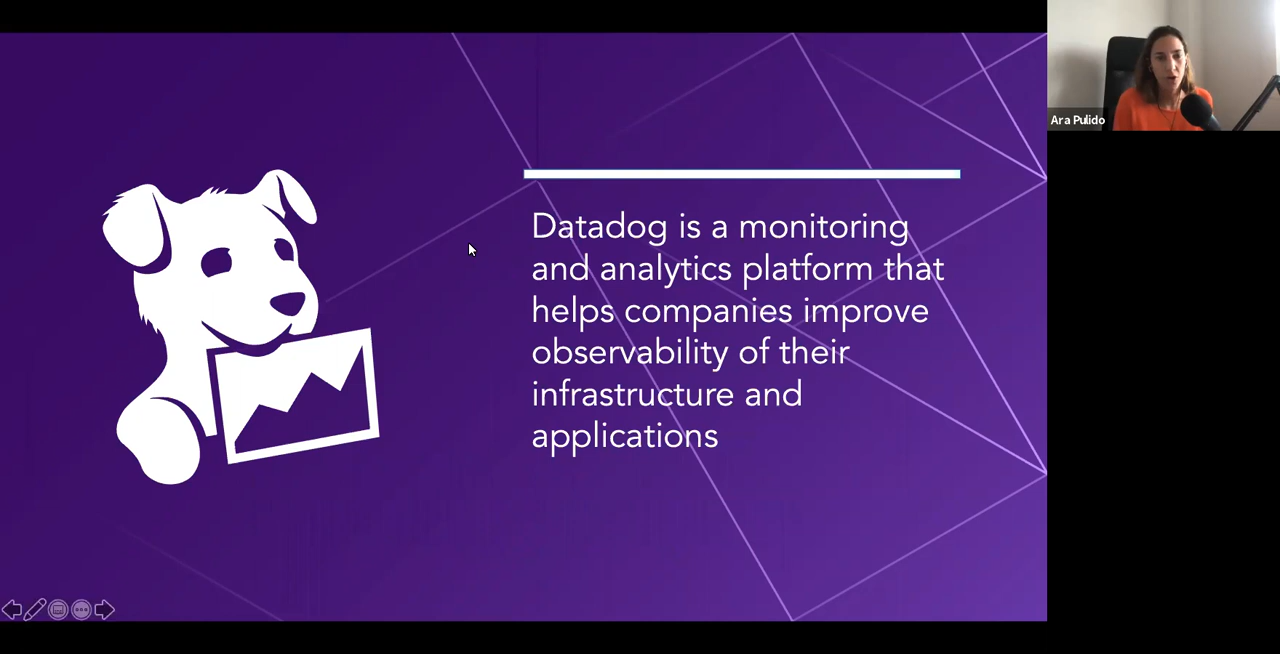 Datadog is a monitoring
and analytics platform that
helps companies improve
observability of their
infrastructure and
applications
Ara Pulido